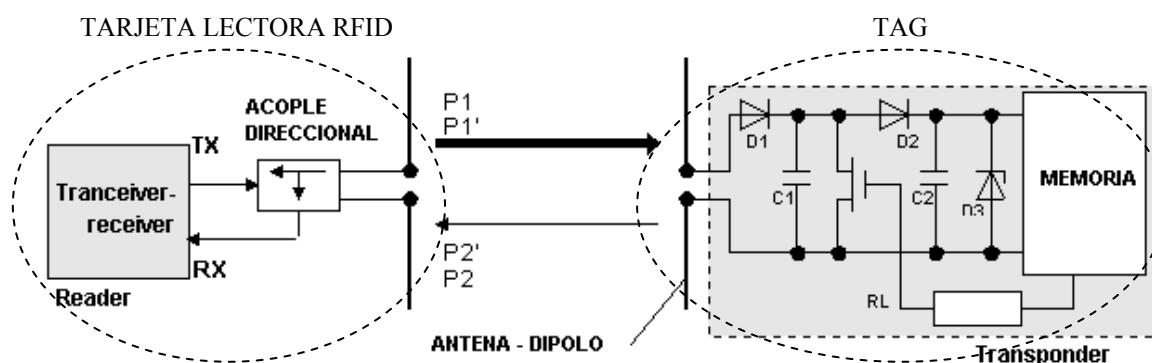 TARJETA LECTORA RFID
TAG
ACOPLE
DIRECCIONAL
TX
Tranceiver-
receiver
RX
Reader
P1
P1'
P2'
P2
ANTENA - DIPOLO
D1
D2
C1
C2
D3
MEMORIA
RL
Transponder